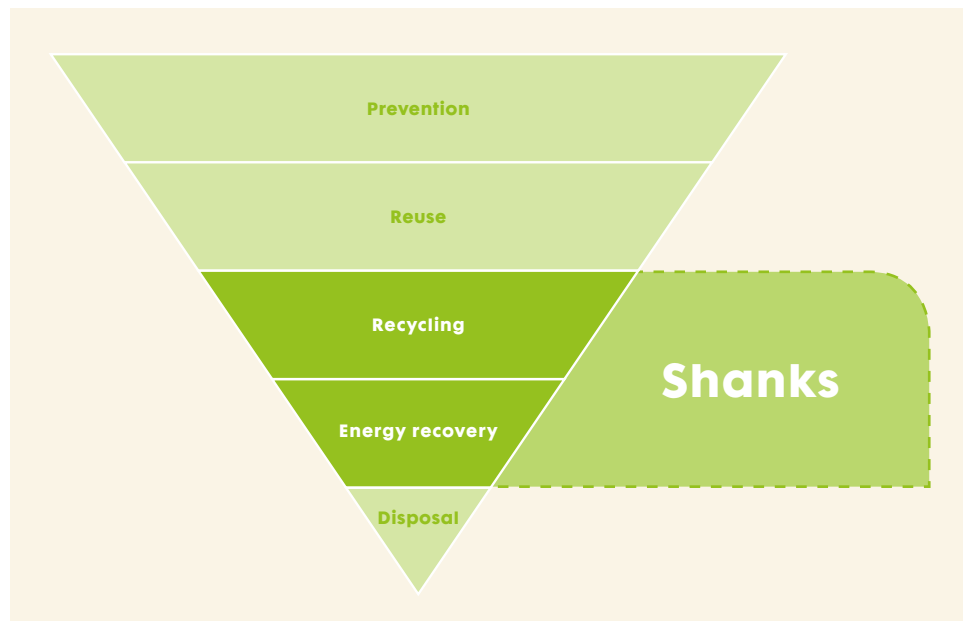 Prevention
Reuse
Recycling
Shanks
Energy recovery
Disposal